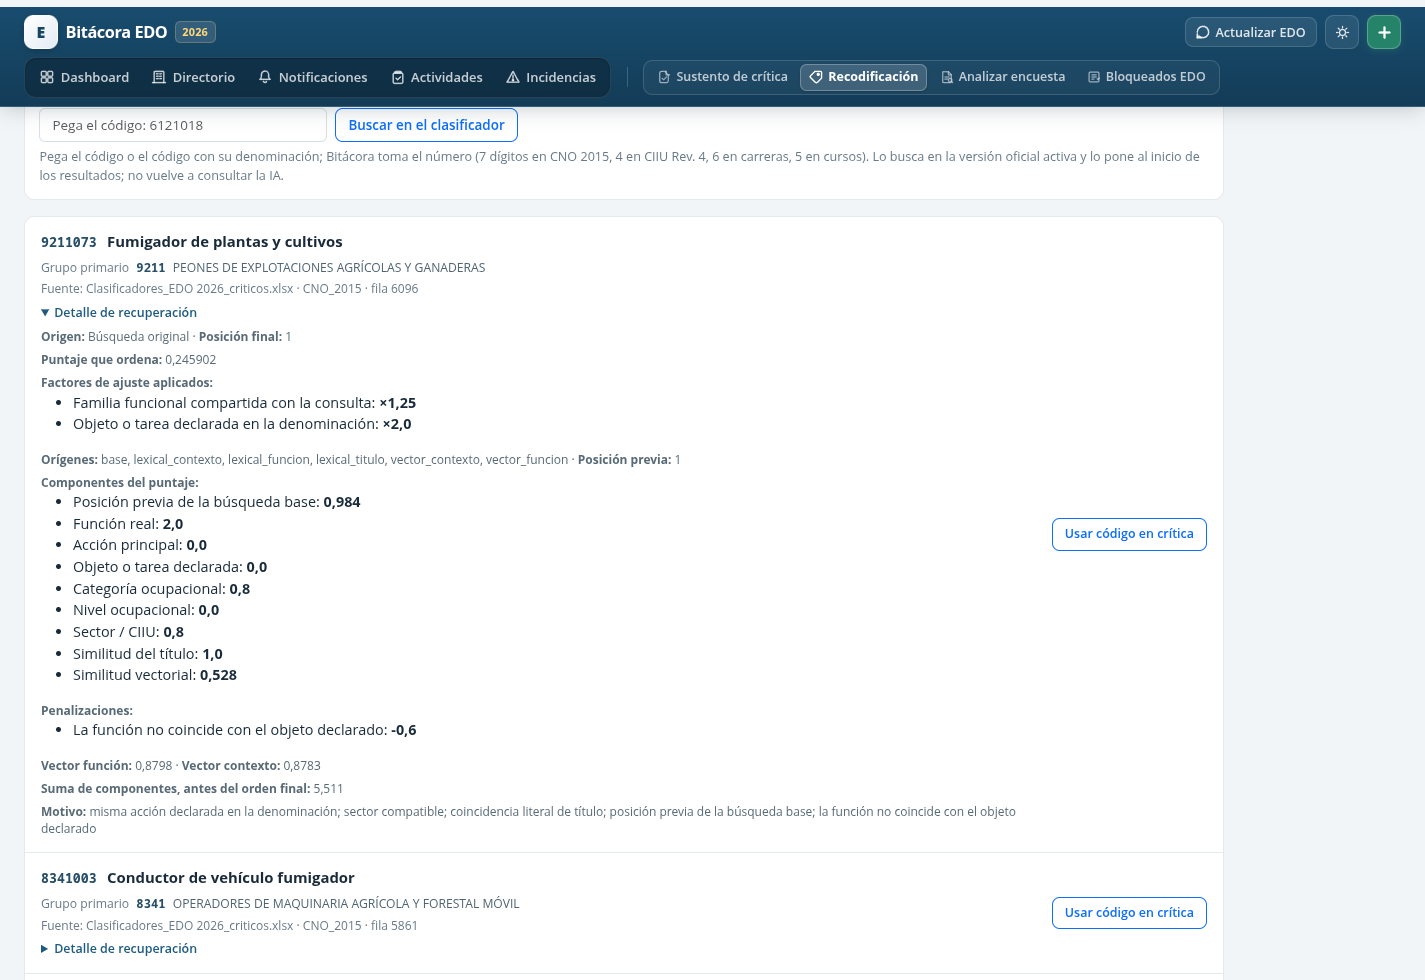 E Bitácora EDO 2026 Actualizar EDO +
Dashboard Directorio Notificaciones Actividades Incidencias Sustento de crítica Recodificación Analizar encuesta Bloqueados EDO
Pega el código: 6121018 Buscar en el clasificador
Pega el código o el código con su denominación; Bitácora toma el número (7 dígitos en CNO 2015, 4 en CIIU Rev. 4, 6 en carreras, 5 en cursos). Lo busca en la versión oficial activa y lo pone al inicio de
los resultados; no vuelve a consultar la IA.
9211073 Fumigador de plantas y cultivos
Grupo primario 9211 PEONES DE EXPLOTACIONES AGRÍCOLAS Y GANADERAS
Fuente: Clasificadores_EDO 2026_criticos.xlsx · CNO_2015 · fila 6096
▼ Detalle de recuperación
Origen: Búsqueda original · Posición final: 1
Puntaje que ordena: 0,245902
Factores de ajuste aplicados:
• Familia funcional compartida con la consulta: ×1,25
• Objeto o tarea declarada en la denominación: ×2,0
Orígenes: base, lexical_contexto, lexical_funcion, lexical_titulo, vector_contexto, vector_funcion · Posición previa: 1
Componentes del puntaje:
• Posición previa de la búsqueda base: 0,984
• Función real: 2,0
• Acción principal: 0,0
• Objeto o tarea declarada: 0,0
• Categoría ocupacional: 0,8
• Nivel ocupacional: 0,0
• Sector / CIIU: 0,8
• Similitud del título: 1,0
• Similitud vectorial: 0,528
Usar código en crítica
Penalizaciones:
• La función no coincide con el objeto declarado: -0,6
Vector función: 0,8798 · Vector contexto: 0,8783
Suma de componentes, antes del orden final: 5,511
Motivo: misma acción declarada en la denominación; sector compatible; coincidencia literal de título; posición previa de la búsqueda base; la función no coincide con el objeto
declarado
8341003 Conductor de vehículo fumigador
Grupo primario 8341 OPERADORES DE MAQUINARIA AGRÍCOLA Y FORESTAL MÓVIL
Usar código en crítica
Fuente: Clasificadores_EDO 2026_criticos.xlsx · CNO_2015 · fila 5861
▶ Detalle de recuperación